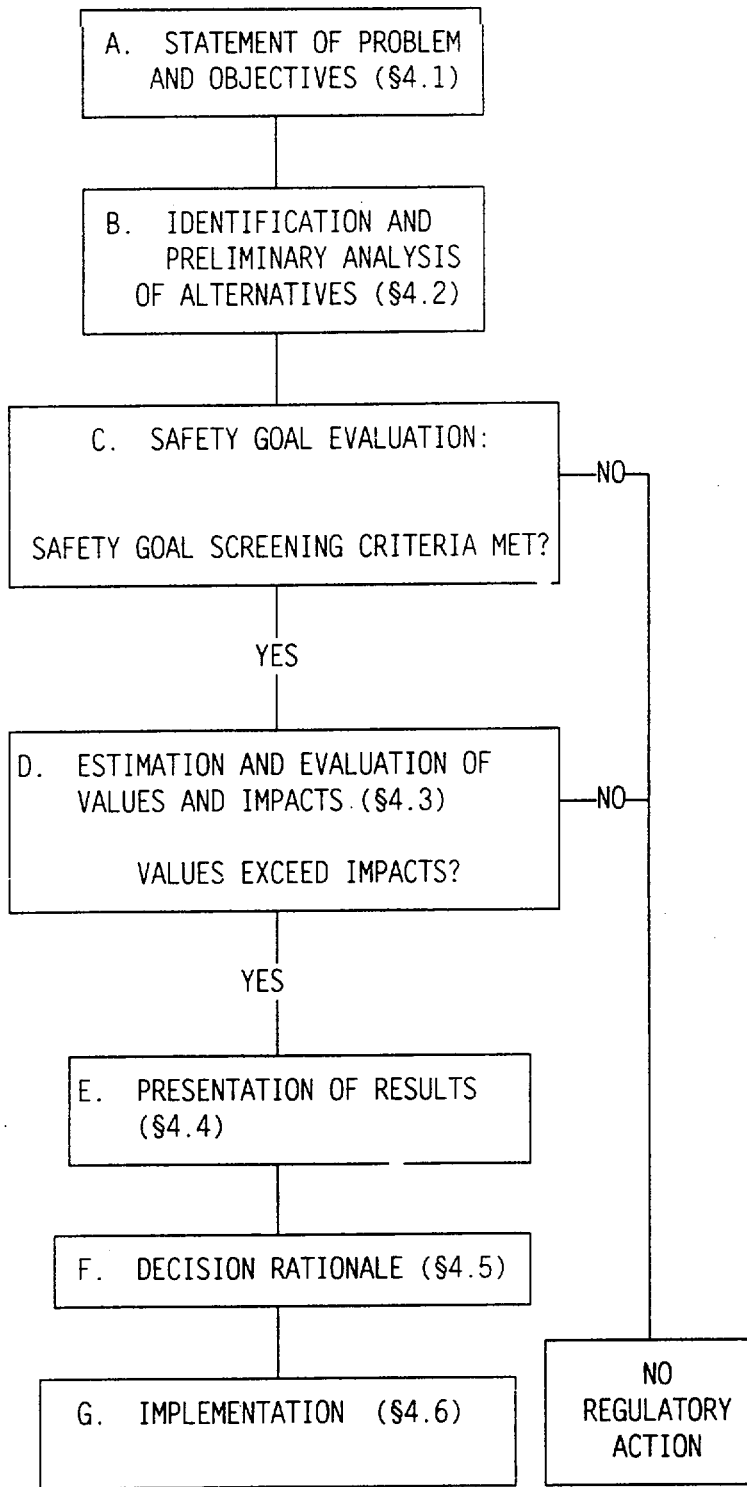 A. STATEMENT OF PROBLEM
AND OBJECTIVES (§4.1)
B. IDENTIFICATION AND
PRELIMINARY ANALYSIS
OF ALTERNATIVES (§4.2)
C. SAFETY GOAL EVALUATION:
NO
SAFETY GOAL SCREENING CRITERIA MET?
YES
D. ESTIMATION AND EVALUATION OF
VALUES AND IMPACTS (§4.3)
NO
VALUES EXCEED IMPACTS?
YES
E. PRESENTATION OF RESULTS
(§4.4)
F. DECISION RATIONALE (§4.5)
G. IMPLEMENTATION (§4.6)
NO
REGULATORY
ACTION